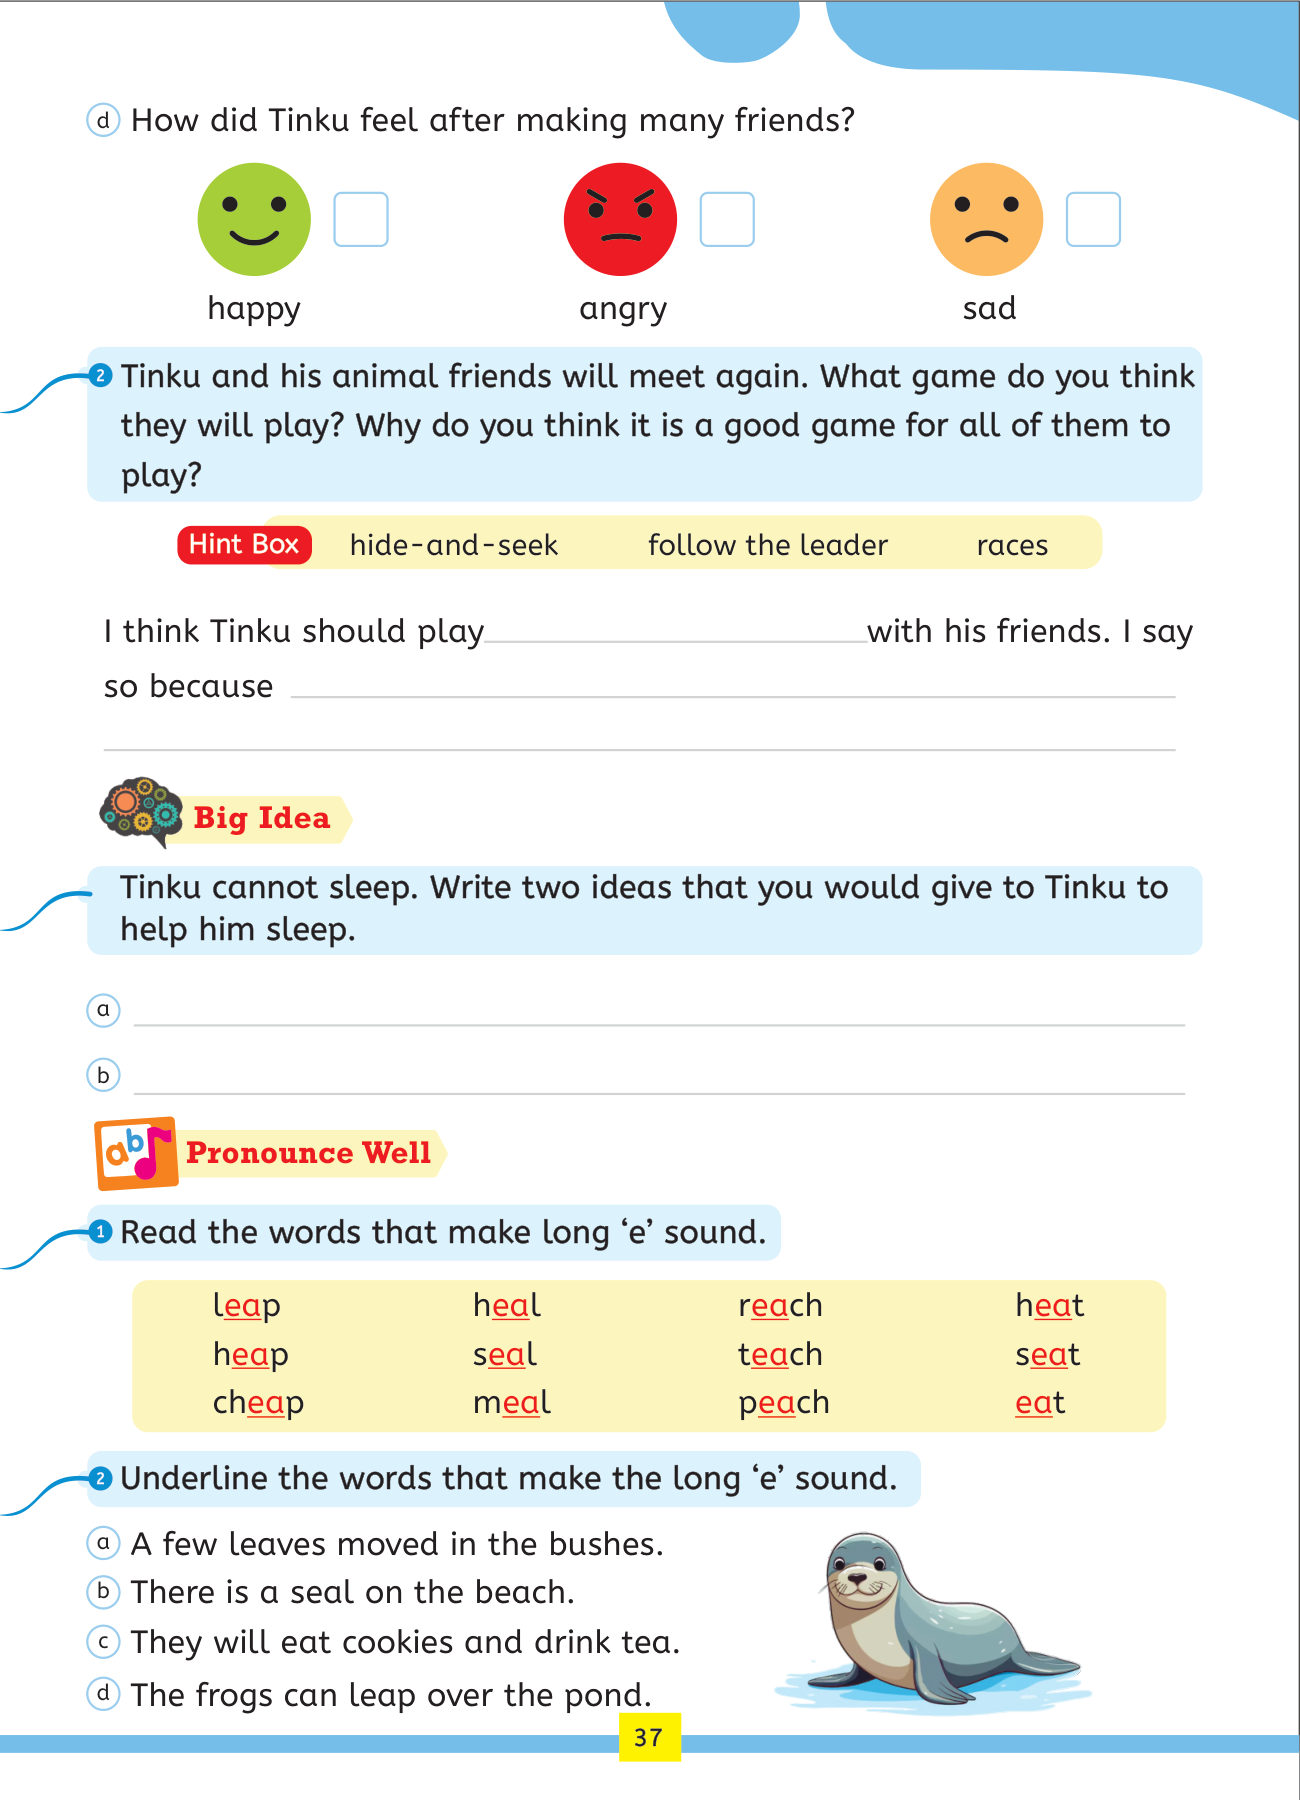 d How did Tinku feel after making many friends?
happy angry sad
2 Tinku and his animal friends will meet again. What game do you think
they will play? Why do you think it is a good game for all of them to
play?
Hint Box hide-and-seek follow the leader races
I think Tinku should play with his friends. I say
so because
Big Idea
Tinku cannot sleep. Write two ideas that you would give to Tinku to
help him sleep.
a
b
ab
Pronounce Well
1 Read the words that make long ‘e’ sound.
leap heal reach heat
heap seal teach seat
cheap meal peach eat
2 Underline the words that make the long ‘e’ sound.
a A few leaves moved in the bushes.
b There is a seal on the beach.
c They will eat cookies and drink tea.
d The frogs can leap over the pond.
37